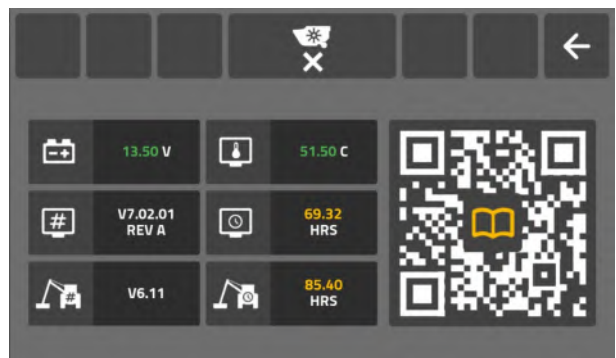 13.50 V
51.50 C
#
V7.02.01
REV A
69.32
HRS
#
V6.11
85.40
HRS